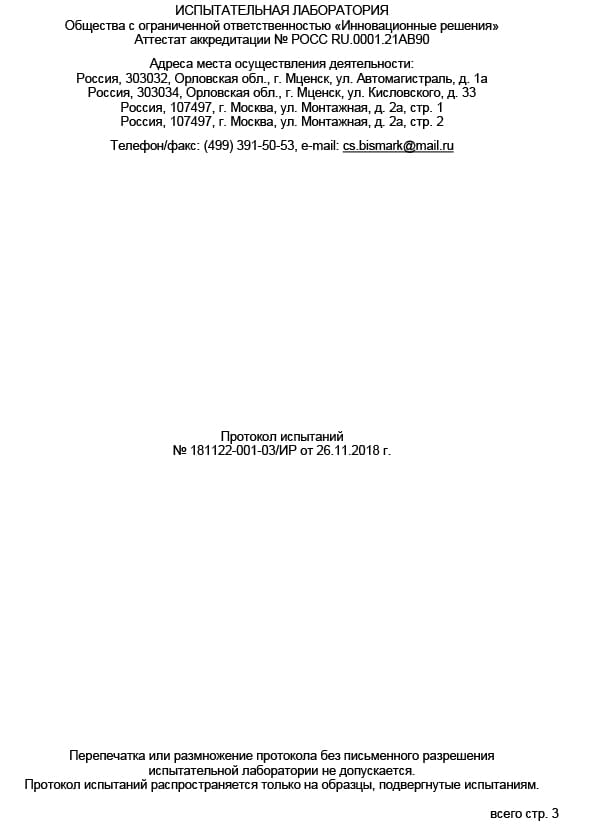 ИСПЫТАТЕЛЬНАЯ ЛАБОРАТОРИЯ
Общества с ограниченной ответственностью «Инновационные решения»
Аттестат аккредитации № РОСС RU.0001.21АВ90
Адреса места осуществления деятельности:
Россия, 303032, Орловская обл., г. Мценск, ул. Автомагистраль, д. 1а
Россия, 303034, Орловская обл., г. Мценск, ул. Кисловского, д. 33
Россия, 107497, г. Москва, ул. Монтажная, д. 2а, стр. 1
Россия, 107497, г. Москва, ул. Монтажная, д. 2а, стр. 2
Телефон/факс: (499) 391-50-53, e-mail: cs.bismark@mail.ru
Протокол испытаний
№ 181122-001-03/ИР от 26.11.2018 г.
Перепечатка или размножение протокола без письменного разрешения
испытательной лаборатории не допускается.
Протокол испытаний распространяется только на образцы, подвергнутые испытаниям.
всего стр. 3